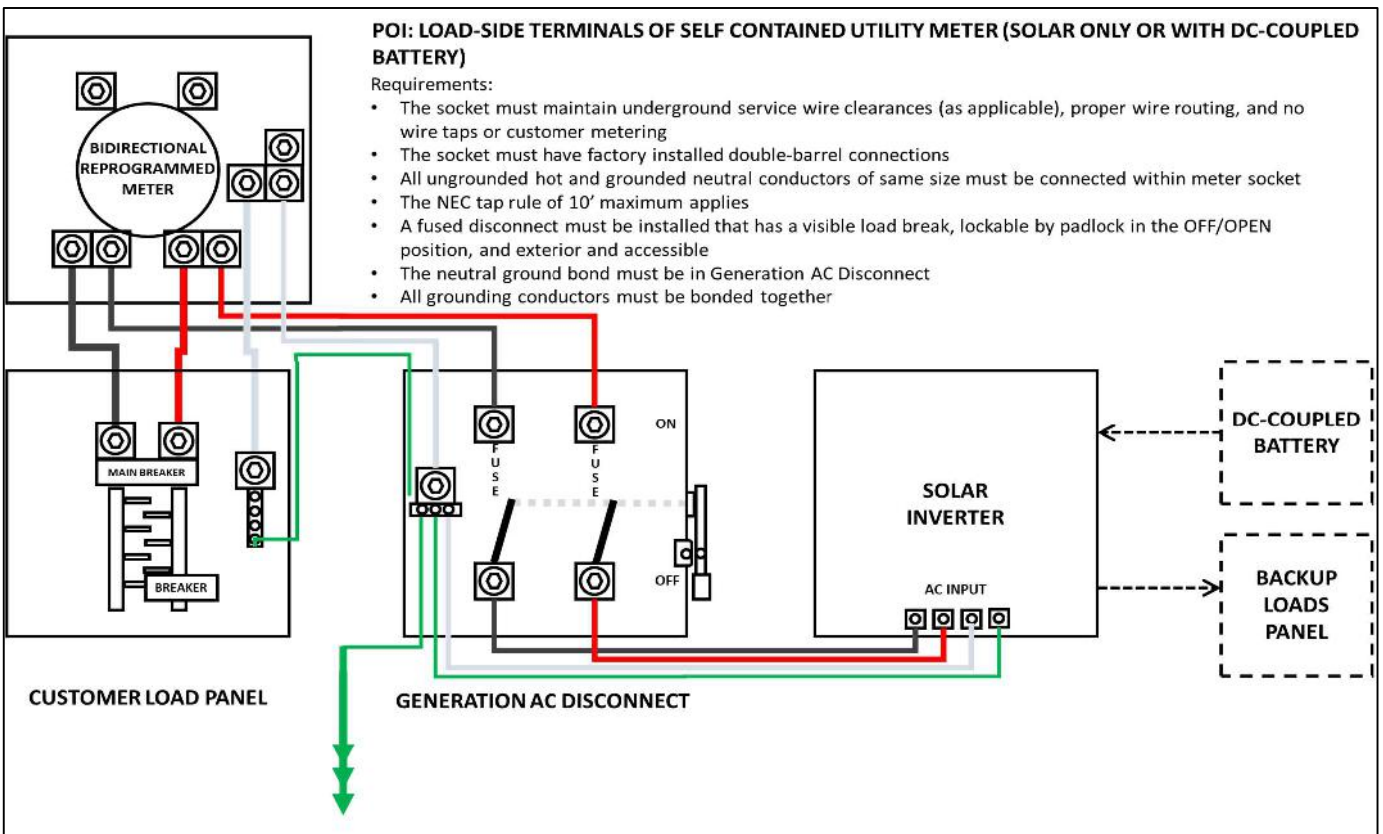 POI: LOAD-SIDE TERMINALS OF SELF CONTAINED UTILITY METER (SOLAR ONLY OR WITH DC-COUPLED
BATTERY)
Requirements:
• The socket must maintain underground service wire clearances (as applicable), proper wire routing, and no
wire taps or customer metering
• The socket must have factory installed double-barrel connections
• All ungrounded hot and grounded neutral conductors of same size must be connected within meter socket
• The NEC tap rule of 10’ maximum applies
• A fused disconnect must be installed that has a visible load break, lockable by padlock in the OFF/OPEN
position, and exterior and accessible
• The neutral ground bond must be in Generation AC Disconnect
• All grounding conductors must be bonded together
BIDIRECTIONAL
REPROGRAMMED
METER
MAIN BREAKER
BREAKER
CUSTOMER LOAD PANEL
FUSE
FUSE
ON
OFF
GENERATION AC DISCONNECT
SOLAR
INVERTER
AC INPUT
DC-COUPLED
BATTERY
BACKUP
LOADS
PANEL